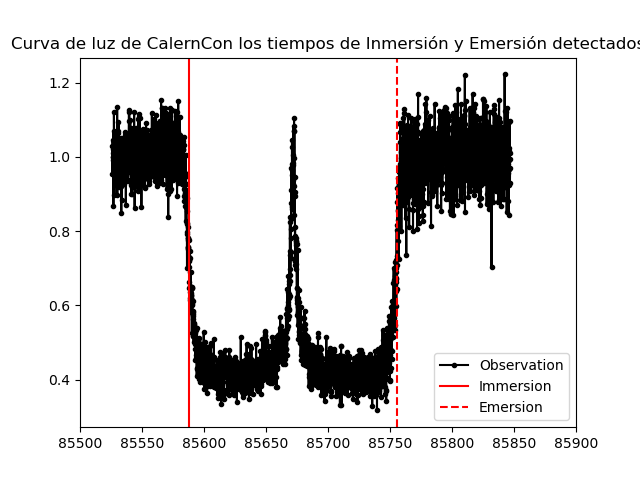 Curva de luz de CalernCon los tiempos de Inmersión y Emersión detectados
1.2
1.0
0.8
0.6
0.4
Observation
Immersion
Emersion
85500 85550 85600 85650 85700 85750 85800 85850 85900